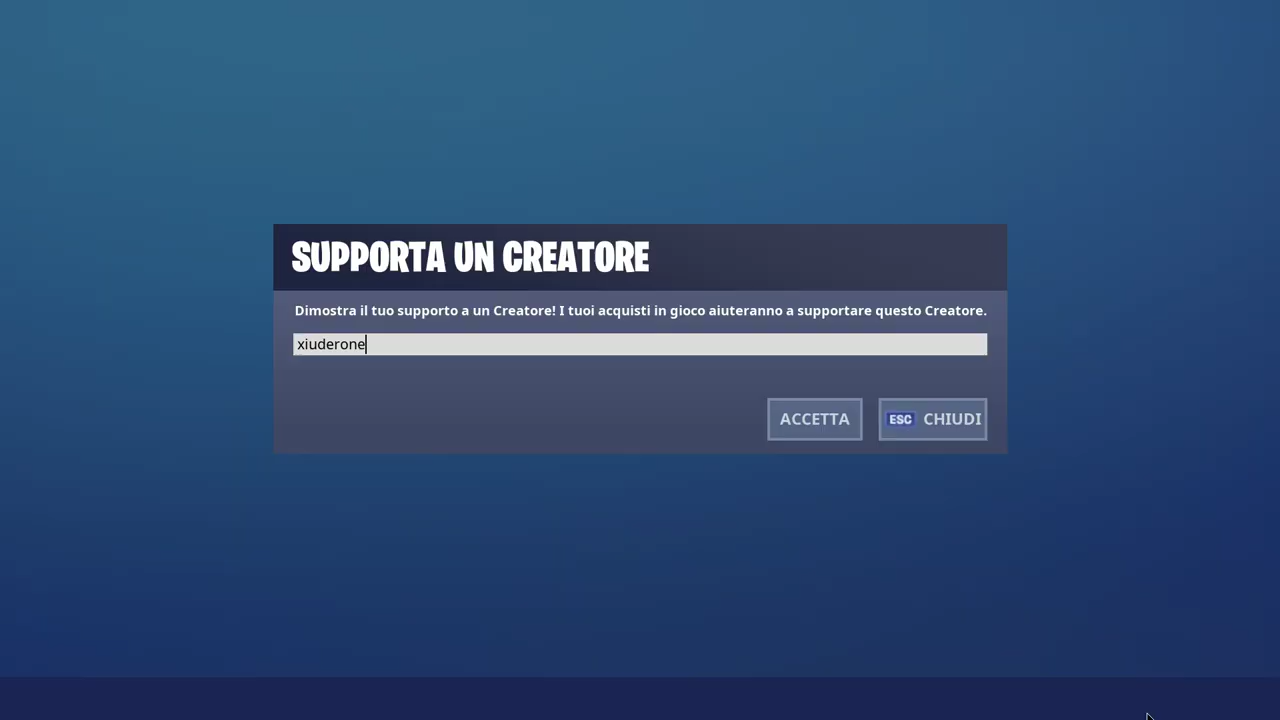 SUPPORTA UN CREATORE
Dimostra il tuo supporto a un Creatore! I tuoi acquisti in gioco aiuteranno a supportare questo Creatore.
xiuderone
ACCETTA
ESC CHIUDI